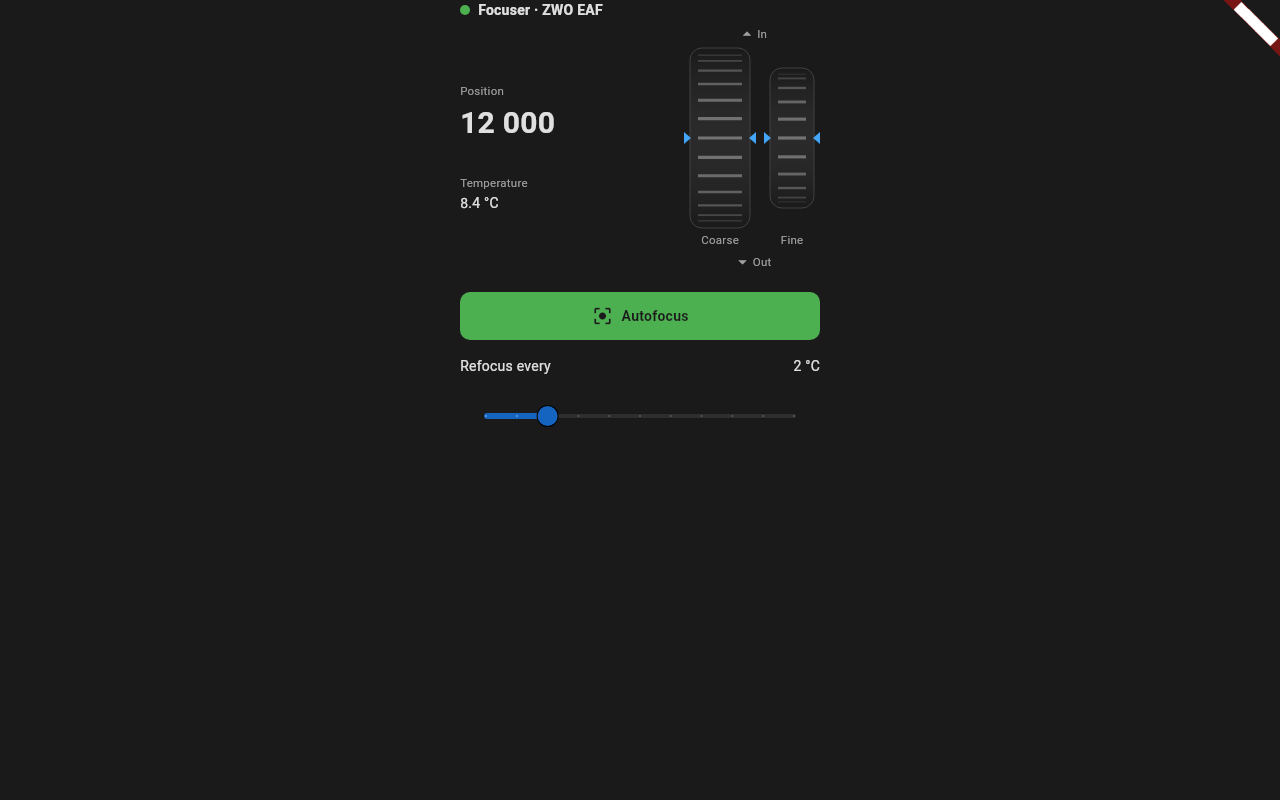 Focuser · ZWO EAF
In
Position
12 000
Temperature
8.4 °C
Coarse
Fine
Out
Autofocus
Refocus every
2 °C